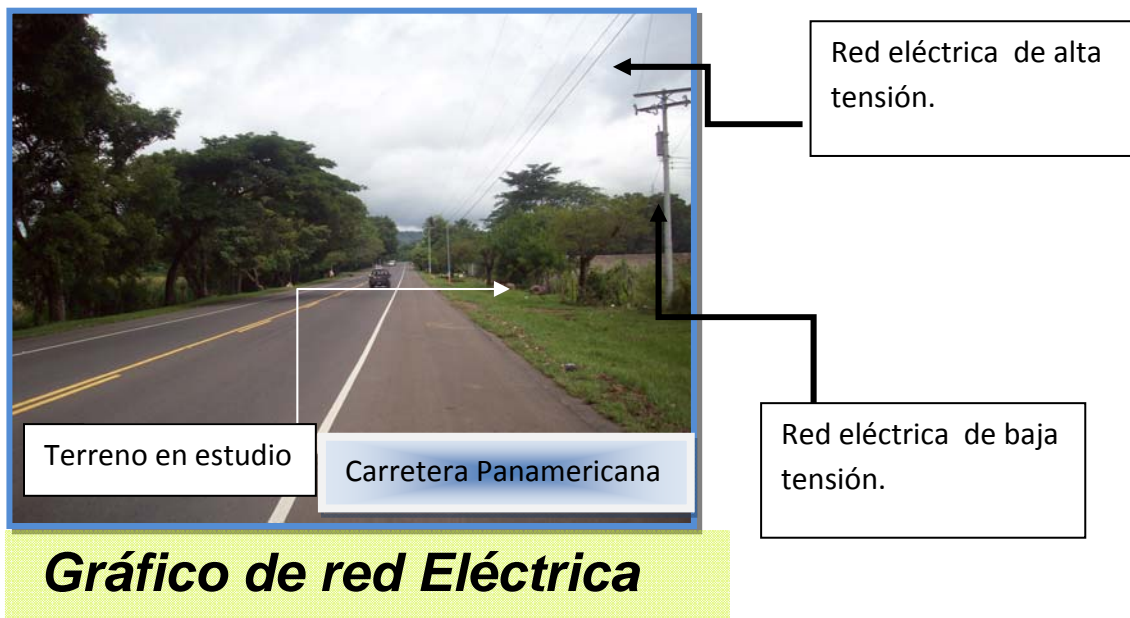 Red eléctrica de alta
tensión.
Terreno en estudio
Carretera Panamericana
Red eléctrica de baja
tensión.
Gráfico de red Eléctrica